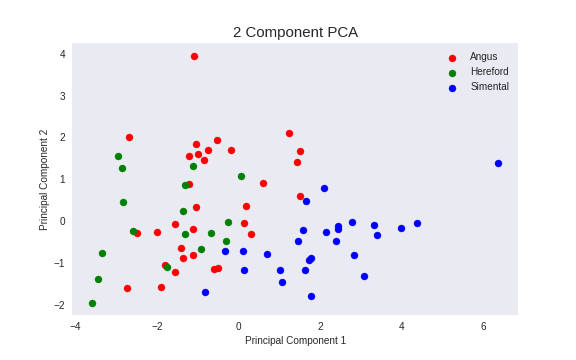 2 Component PCA
Angus
Hereford
Simental
4
3
2
1
0
−1
−2
Principal Component 2
−4
−2
0
2
4
6
Principal Component 1